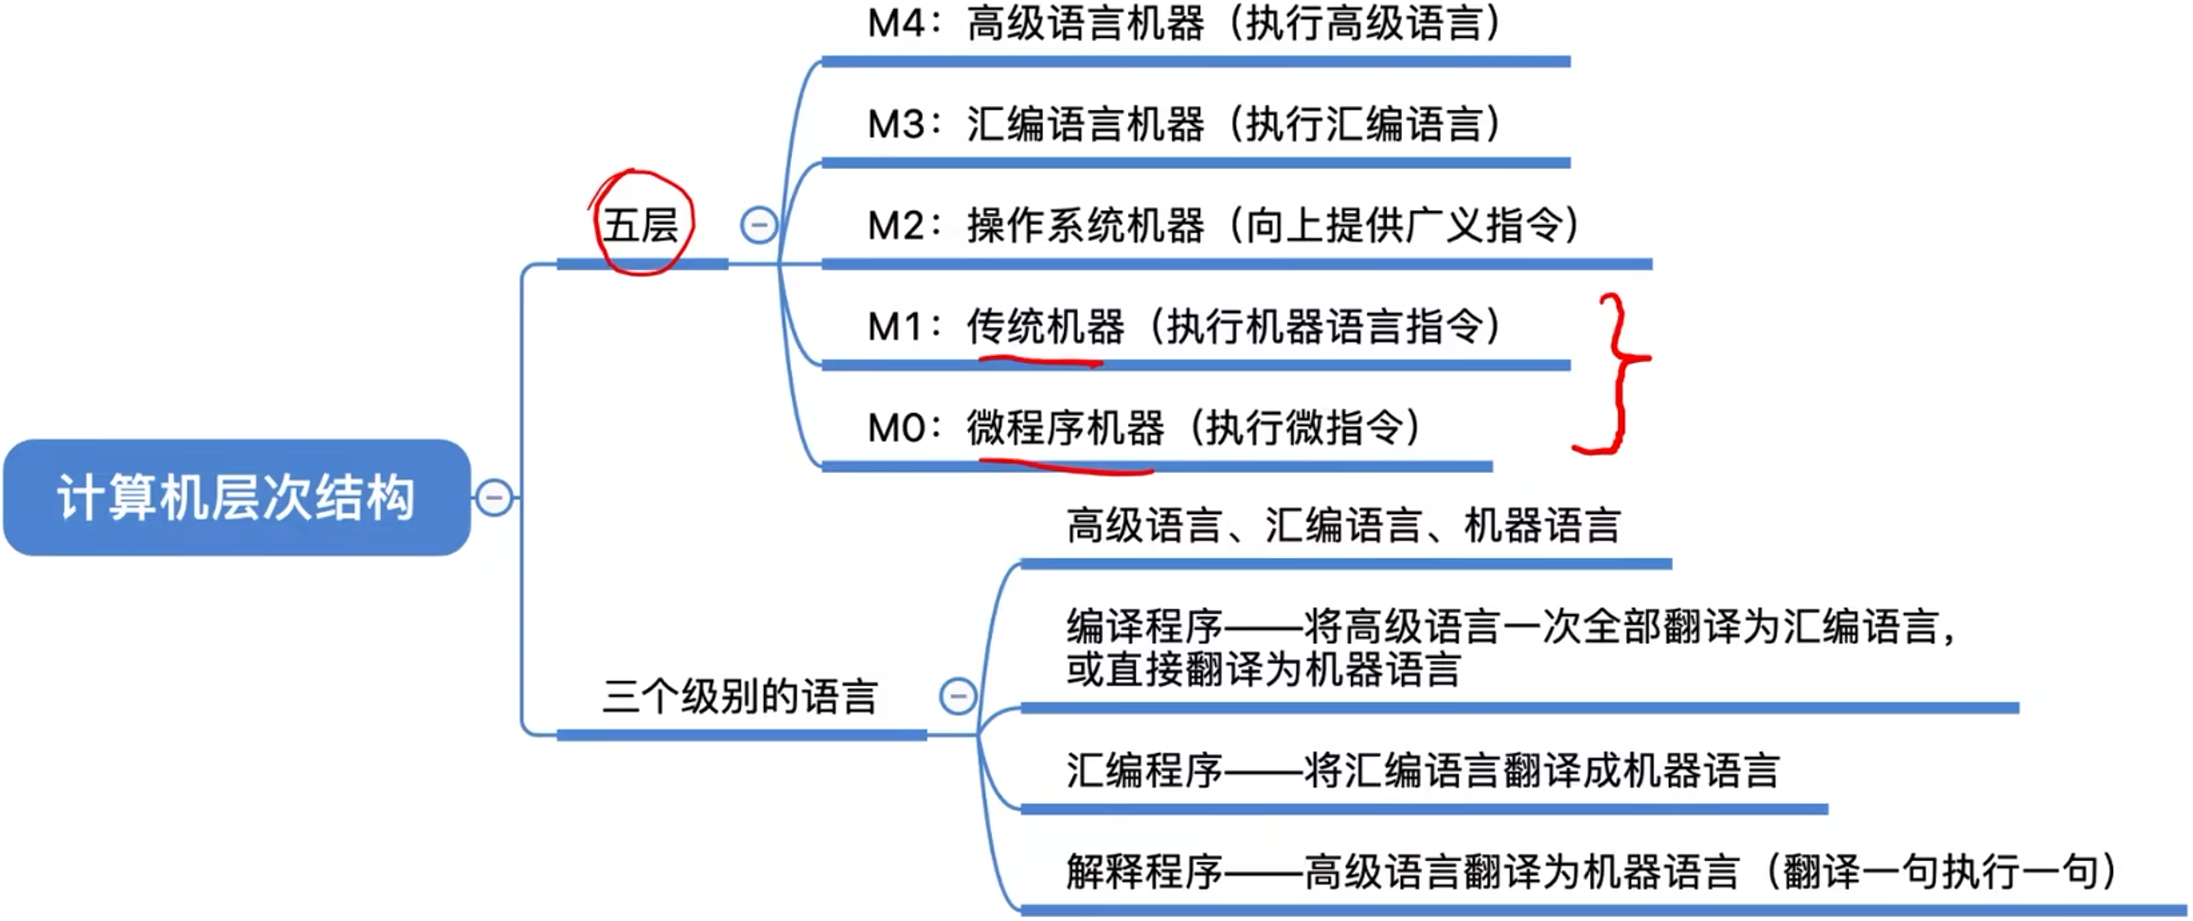 M4：高级语言机器（执行高级语言）
M3：汇编语言机器（执行汇编语言）
五层
M2：操作系统机器（向上提供广义指令）
M1：传统机器（执行机器语言指令）
M0：微程序机器（执行微指令）
计算机层次结构
高级语言、汇编语言、机器语言
编译程序——将高级语言一次全部翻译为汇编语言，
或直接翻译为机器语言
三个级别的语言
汇编程序——将汇编语言翻译成机器语言
解释程序——高级语言翻译为机器语言（翻译一句执行一句）